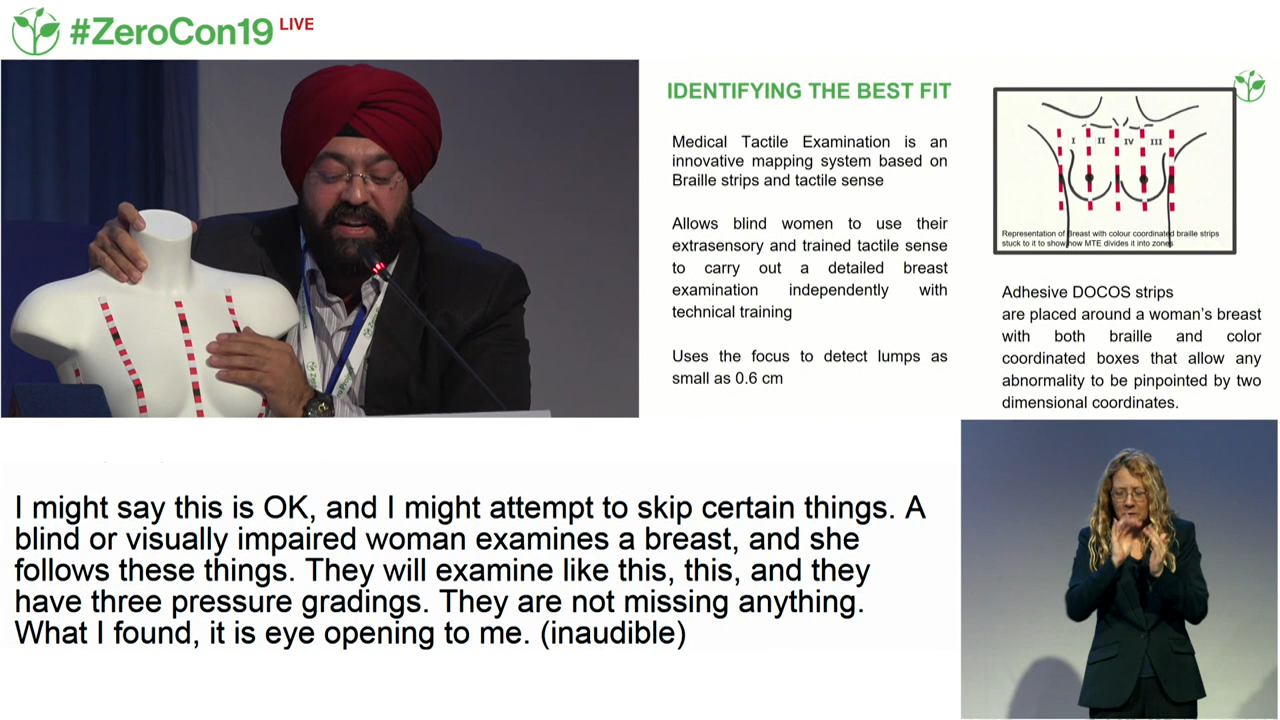 #ZeroCon19 LIVE
IDENTIFYING THE BEST FIT
Medical Tactile Examination is an
innovative mapping system based on
Braille strips and tactile sense
Allows blind women to use their
extrasensory and trained tactile sense
to carry out a detailed breast
examination independently with
technical training
Uses the focus to detect lumps as
small as 0.6 cm
I II IV III
Representation of Breast with colour coordinated braille strips
stuck to it to show how MTE divides it into zones
Adhesive DOCOS strips
are placed around a woman's breast
with both braille and color
coordinated boxes that allow any
abnormality to be pinpointed by two
dimensional coordinates.
I might say this is OK, and I might attempt to skip certain things. A
blind or visually impaired woman examines a breast, and she
follows these things. They will examine like this, this, and they
have three pressure gradings. They are not missing anything.
What I found, it is eye opening to me. (inaudible)